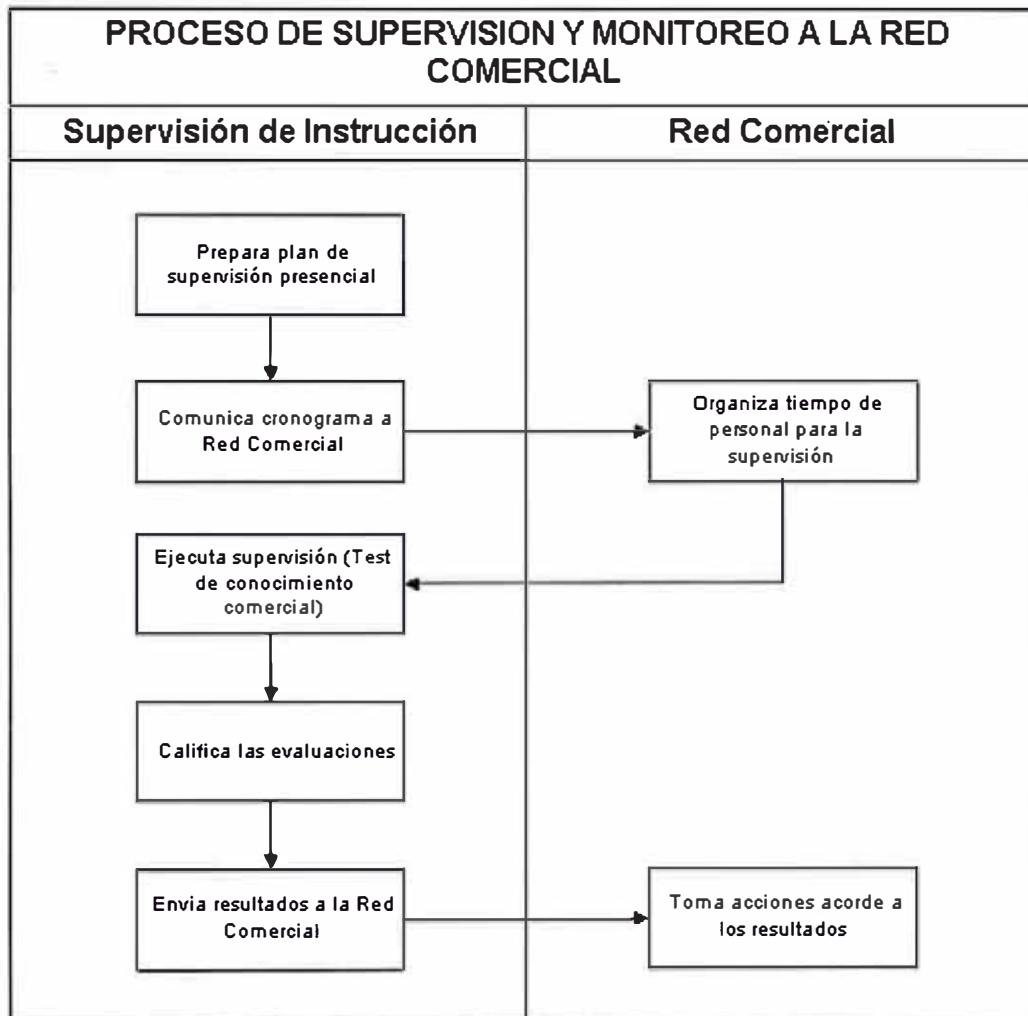 PROCESO DE SUPERVISION Y MONITOREO A LA RED
COMERCIAL
Supervisión de Instrucción
Red Comercial
Prepara plan de
supervisión presencial
Comunica cronograma a
Red Comercial
Organiza tiempo de
personal para la
supervisión
Ejecuta supervisión (Test
de conocimiento
comercial)
Califica las evaluaciones
Envia resultados a la Red
Comercial
Toma acciones acorde a
los resultados